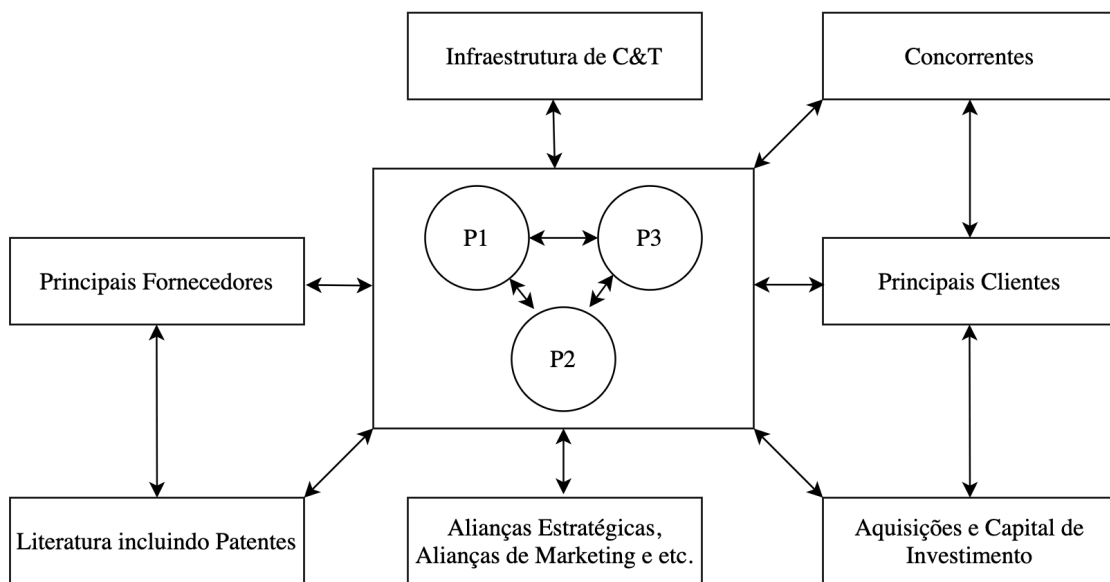 Infraestrutura de C&T
Concorrentes
P1
P3
Principais Fornecedores
Principais Clientes
P2
Literatura incluindo Patentes
Alianças Estratégicas,
Alianças de Marketing e etc.
Aquisições e Capital de
Investimento